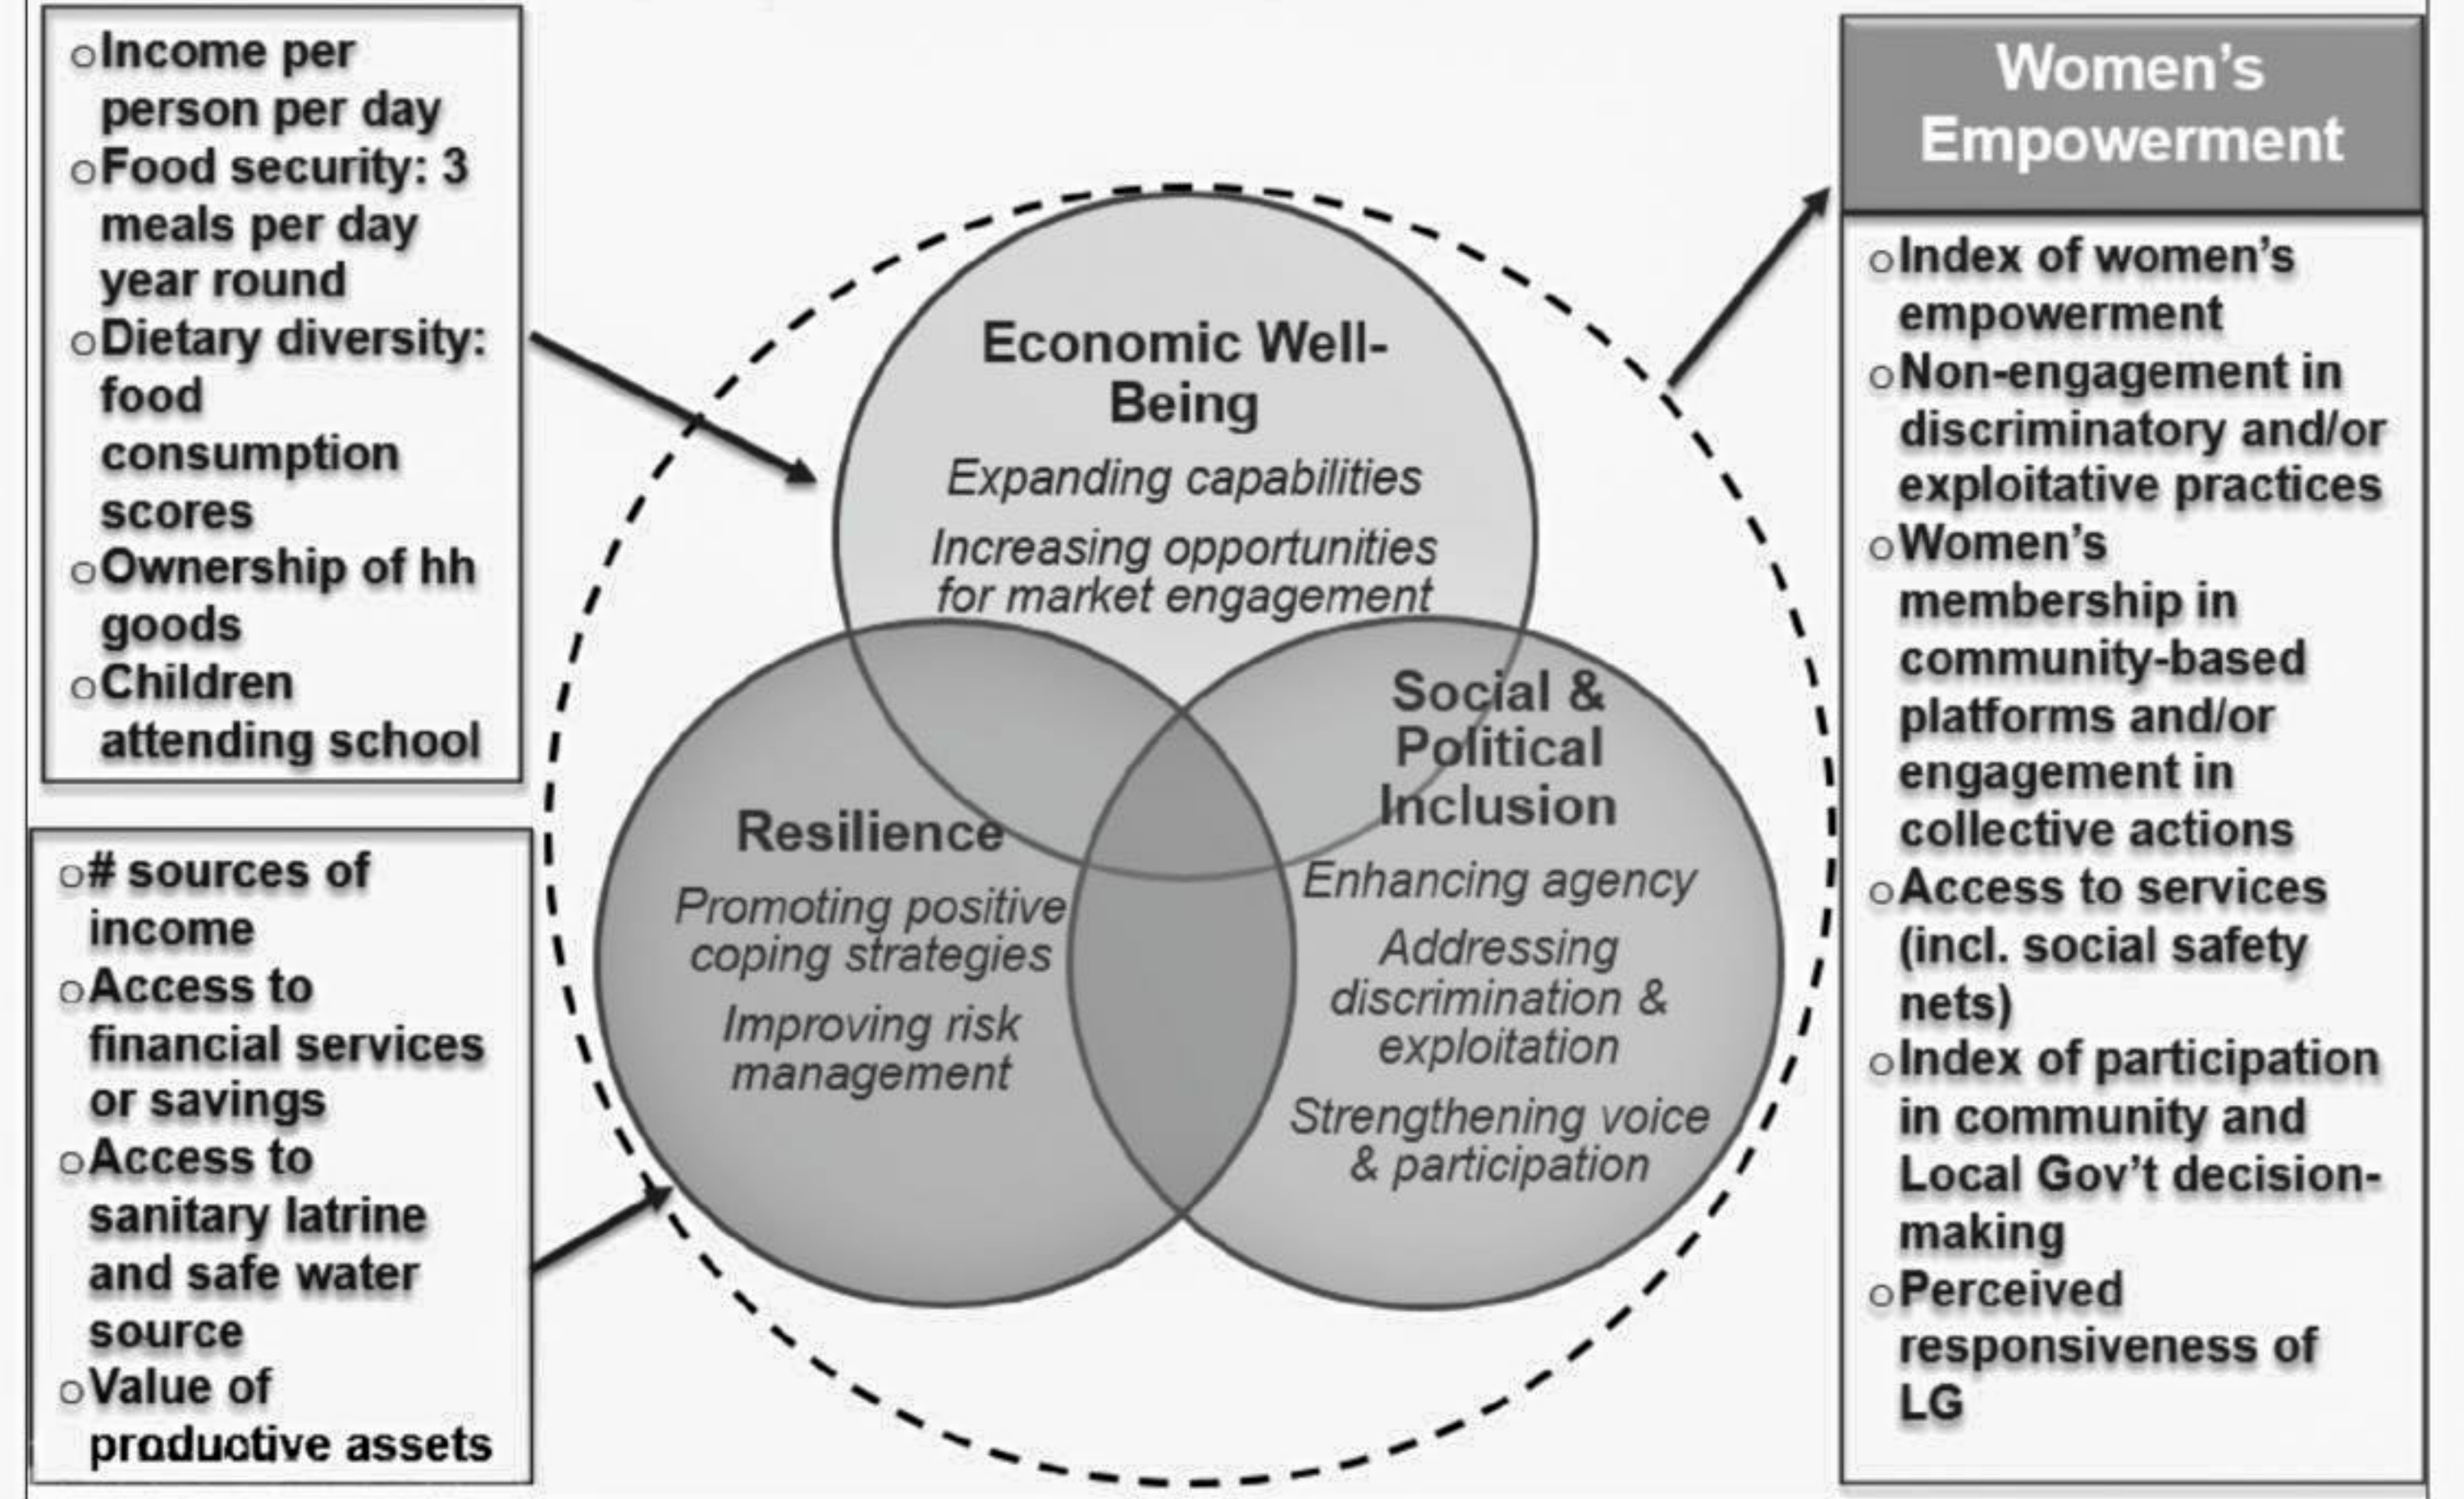 ○Income per
person per day
○Food security: 3
meals per day
year round
○Dietary diversity:
food
consumption
scores
○Ownership of hh
goods
○Children
attending school
○# sources of
income
○Access to
financial services
or savings
○Access to
sanitary latrine
and safe water
source
○Value of
productive assets
Economic Well-
Being
Expanding capabilities
Increasing opportunities
for market engagement
Resilience
Promoting positive
coping strategies
Improving risk
management
Social &
Political
Inclusion
Enhancing agency
Addressing
discrimination &
exploitation
Strengthening voice
& participation
Women’s
Empowerment
○Index of women’s
empowerment
○Non-engagement in
discriminatory and/or
exploitative practices
○Women’s
membership in
community-based
platforms and/or
engagement in
collective actions
○Access to services
(incl. social safety
nets)
○Index of participation
in community and
Local Gov’t decision-
making
○Perceived
responsiveness of
LG